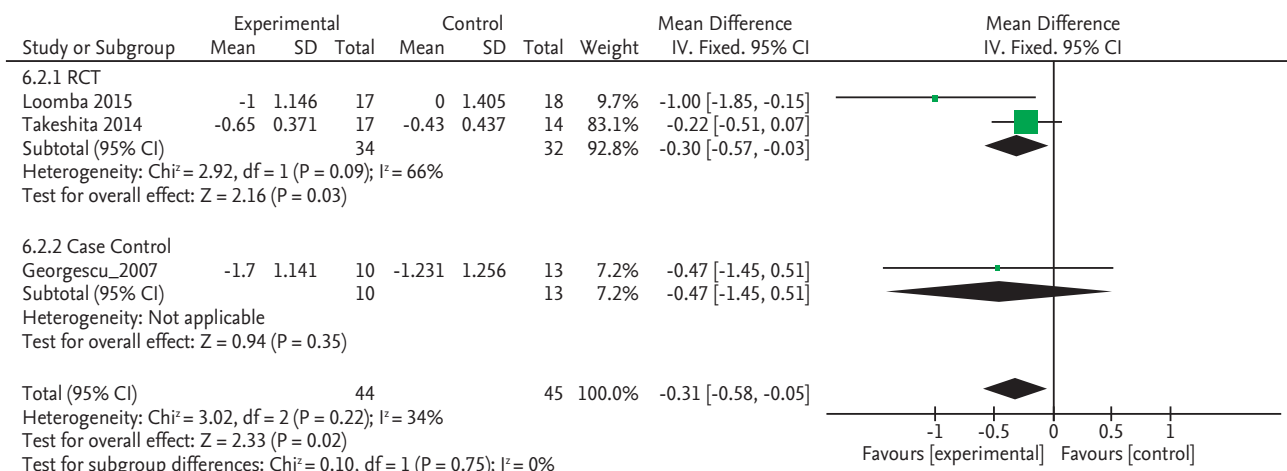 Experimental Control Mean Difference Mean Difference
Study or Subgroup Mean SD Total Mean SD Total Weight IV. Fixed. 95% CI IV. Fixed. 95% CI
6.2.1 RCT
Loomba 2015 -1 1.146 17 0 1.405 18 9.7% -1.00 [-1.85, -0.15]
Takeshita 2014 -0.65 0.371 17 -0.43 0.437 14 83.1% -0.22 [-0.51, 0.07]
Subtotal (95% CI) 34 32 92.8% -0.30 [-0.57, -0.03]
Heterogeneity: Chiᶻ = 2.92, df = 1 (P = 0.09); Iᶻ = 66%
Test for overall effect: Z = 2.16 (P = 0.03)
6.2.2 Case Control
Georgescu_2007 -1.7 1.141 10 -1.231 1.256 13 7.2% -0.47 [-1.45, 0.51]
Subtotal (95% CI) 10 13 7.2% -0.47 [-1.45, 0.51]
Heterogeneity: Not applicable
Test for overall effect: Z = 0.94 (P = 0.35)
Total (95% CI) 44 45 100.0% -0.31 [-0.58, -0.05]
Heterogeneity: Chiᶻ = 3.02, df = 2 (P = 0.22); Iᶻ = 34%
Test for overall effect: Z = 2.33 (P = 0.02)
Test for subgroup differences: Chiᶻ = 0.10, df = 1 (P = 0.75); Iᶻ = 0%
-1 -0.5 0 0.5 1
Favours [experimental] Favours [control]